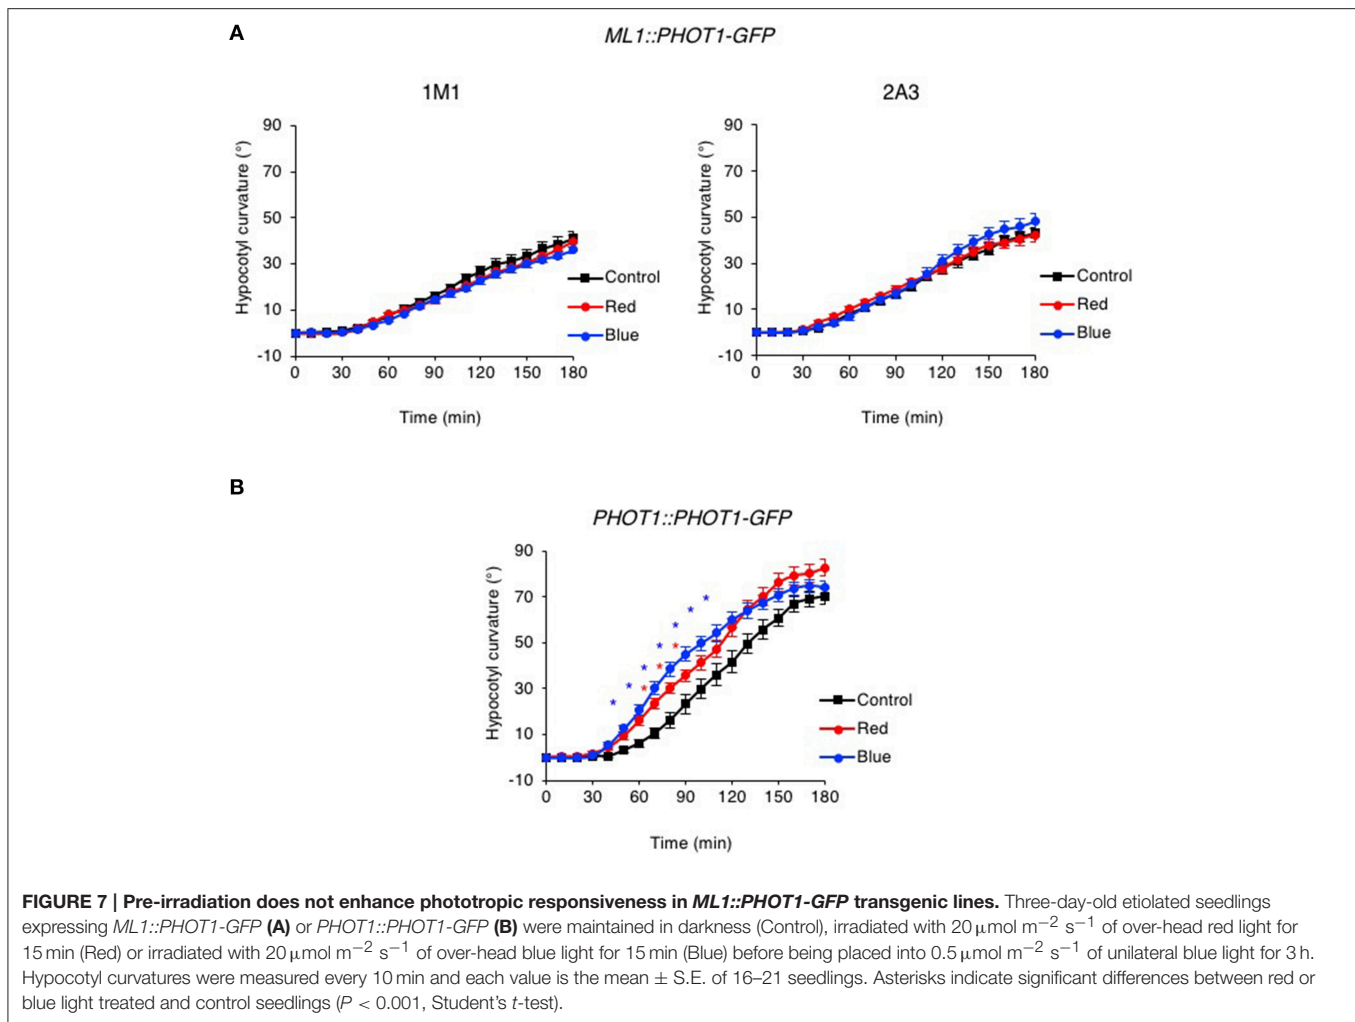 A
ML1::PHOT1-GFP
1M1
2A3
Hypocotyl curvature (°)
90
70
50
30
10
-10
0 30 60 90 120 150 180
Time (min)
Control
Red
Blue
Hypocotyl curvature (°)
90
70
50
30
10
-10
0 30 60 90 120 150 180
Time (min)
Control
Red
Blue
B
PHOT1::PHOT1-GFP
Hypocotyl curvature (°)
90
70
50
30
10
-10
0 30 60 90 120 150 180
Time (min)
* * * * * * *
* * *
Control
Red
Blue
FIGURE 7 | Pre-irradiation does not enhance phototropic responsiveness in ML1::PHOT1-GFP transgenic lines. Three-day-old etiolated seedlings
expressing ML1::PHOT1-GFP (A) or PHOT1::PHOT1-GFP (B) were maintained in darkness (Control), irradiated with 20 μmol m−2 s−1 of over-head red light for
15 min (Red) or irradiated with 20 μmol m−2 s−1 of over-head blue light for 15 min (Blue) before being placed into 0.5 μmol m−2 s−1 of unilateral blue light for 3 h.
Hypocotyl curvatures were measured every 10 min and each value is the mean ± S.E. of 16–21 seedlings. Asterisks indicate significant differences between red or
blue light treated and control seedlings (P < 0.001, Student's t-test).